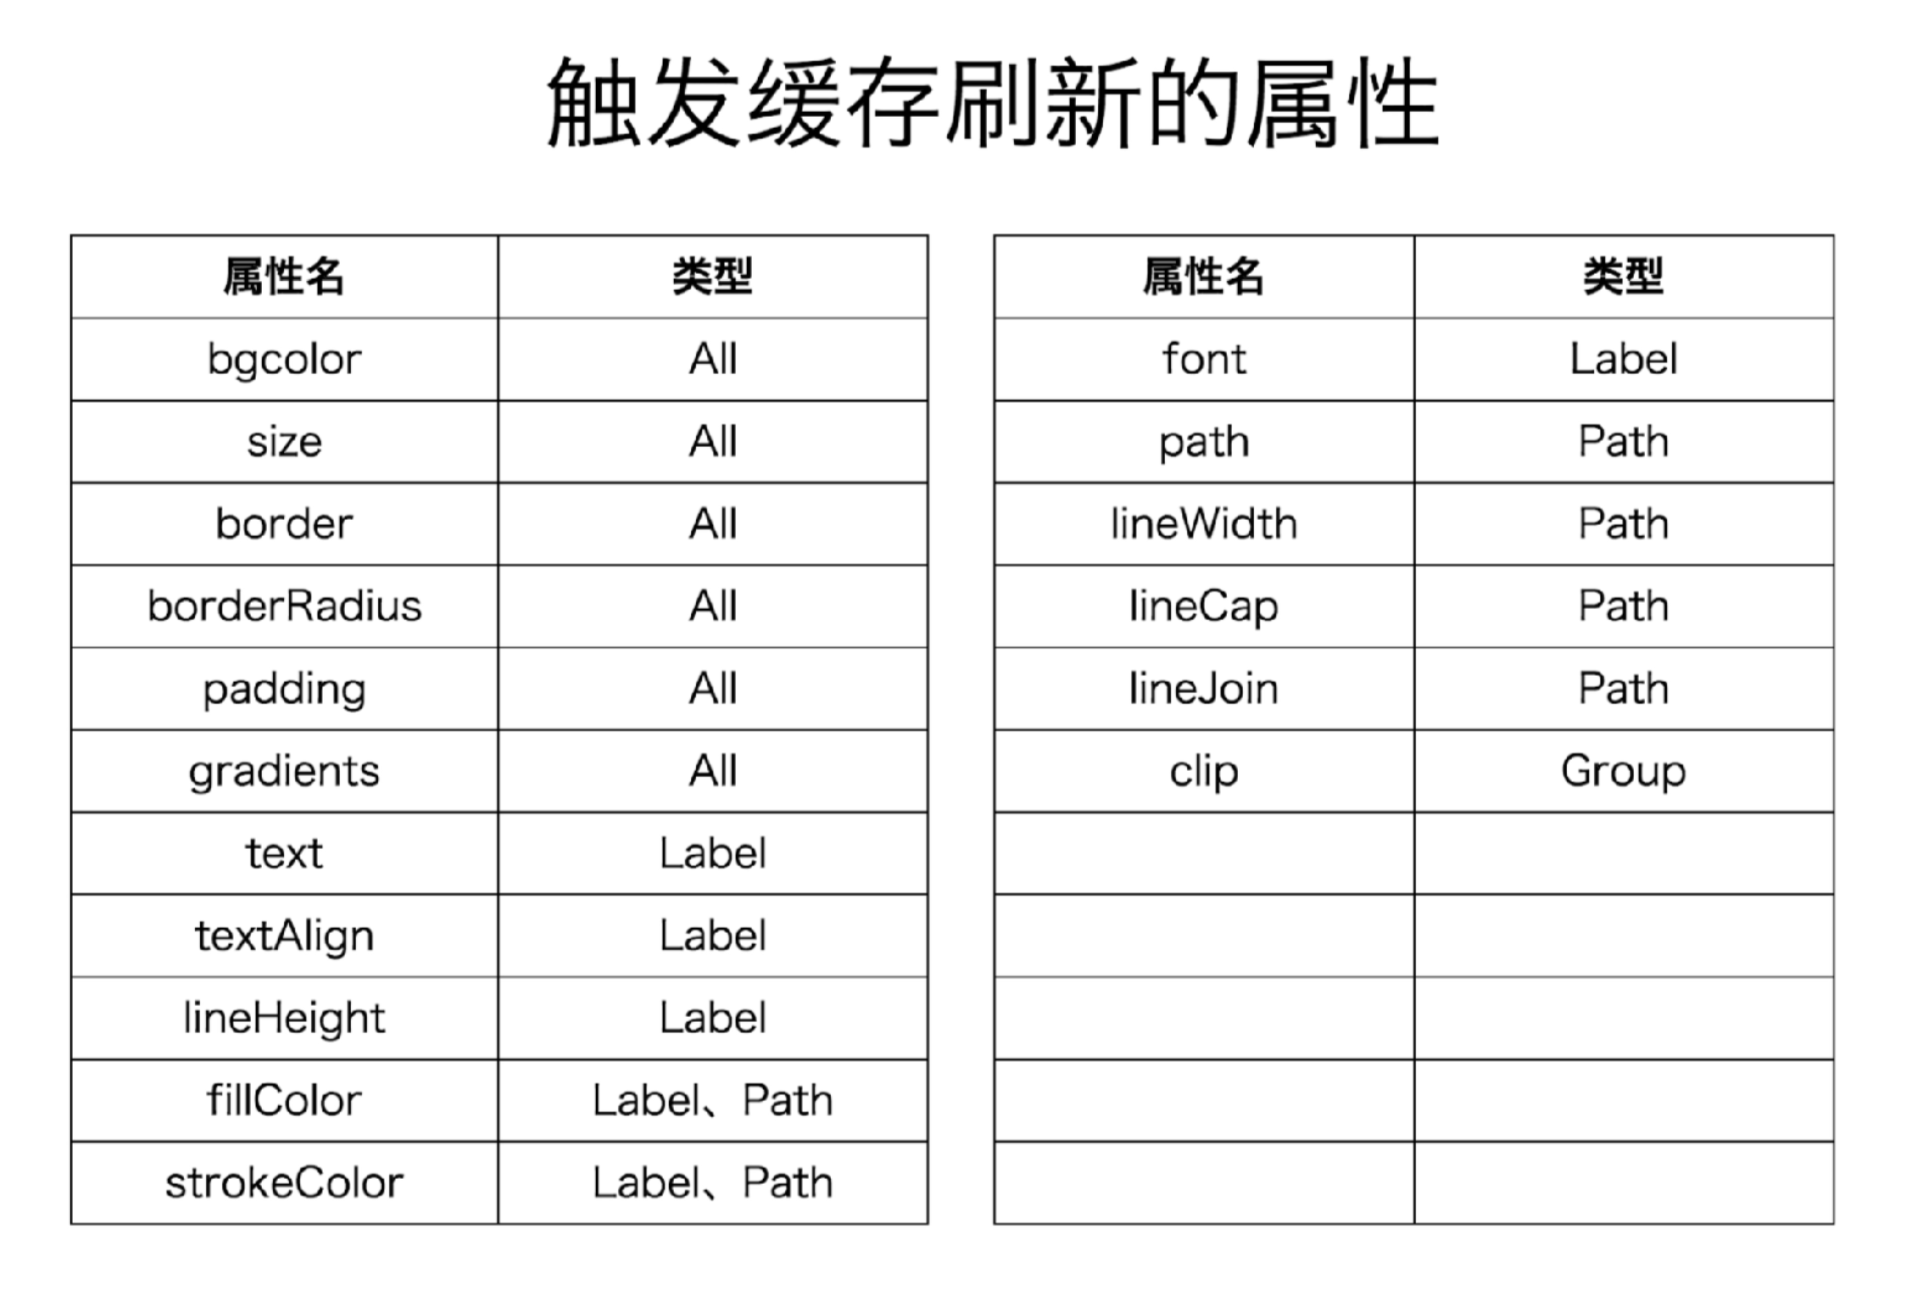 触发缓存刷新的属性
属性名 类型
bgcolor All
size All
border All
borderRadius All
padding All
gradients All
text Label
textAlign Label
lineHeight Label
fillColor Label、Path
strokeColor Label、Path
属性名 类型
font Label
path Path
lineWidth Path
lineCap Path
lineJoin Path
clip Group